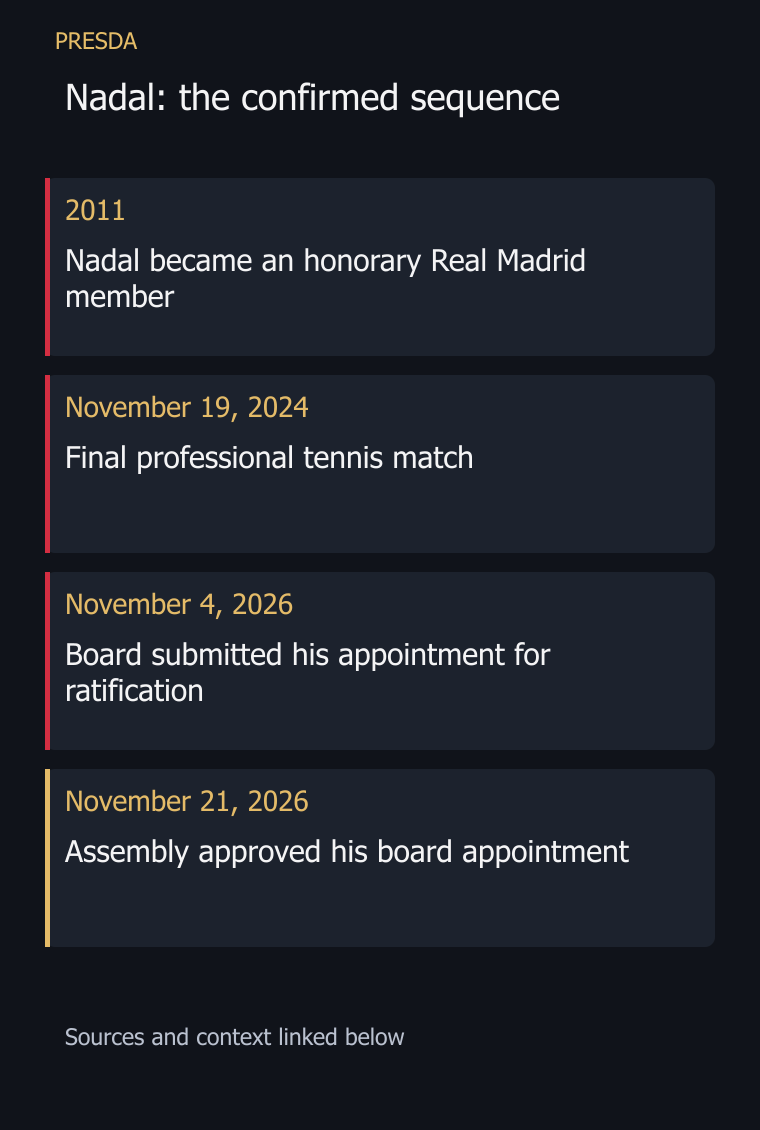 PRESDA
Nadal: the confirmed sequence
2011
Nadal became an honorary Real Madrid
member
November 19, 2024
Final professional tennis match
November 4, 2026
Board submitted his appointment for
ratification
November 21, 2026
Assembly approved his board appointment
Sources and context linked below